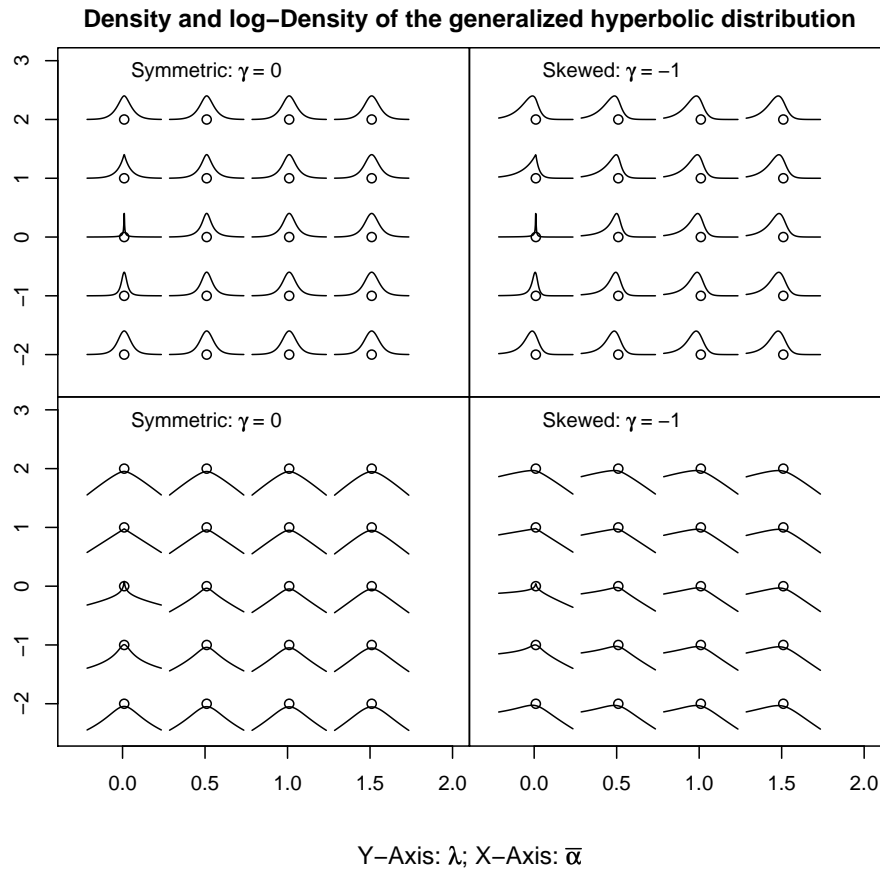 Density and log−Density of the generalized hyperbolic distribution
Symmetric: γ = 0
Skewed: γ = −1
3
2
1
0
−1
−2
Symmetric: γ = 0
Skewed: γ = −1
3
2
1
0
−1
−2
0.0 0.5 1.0 1.5 2.0 0.0 0.5 1.0 1.5 2.0
Y−Axis: λ; X−Axis: α̅